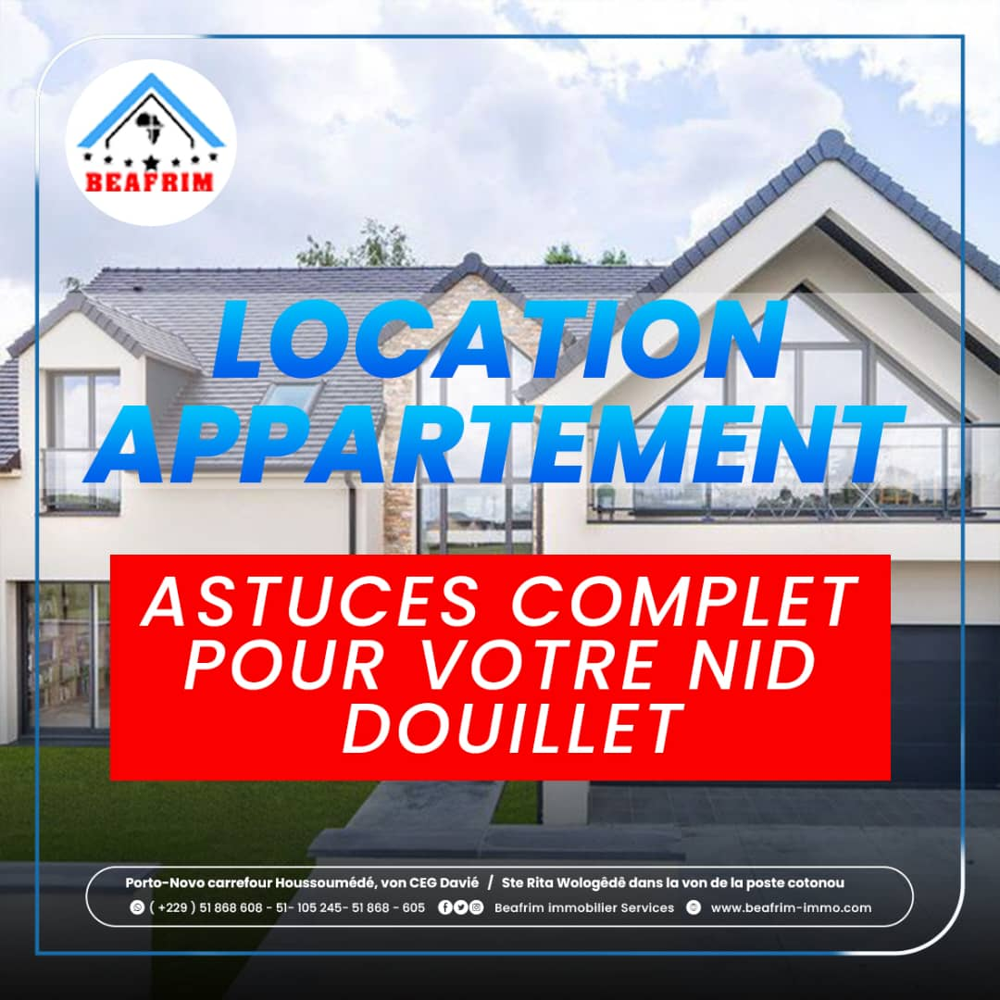 BEAFRIM
LOCATION
APPARTEMENT
ASTUCES COMPLET
POUR VOTRE NID
DOUILLET
Porto-Novo carrefour Houssoumédé, von CEG Davié / Ste Rita Wologêdê dans la von de la poste cotonou
( +229 ) 51 868 608 - 51- 105 245- 51 868 - 605 Beafrim immobilier Services www.beafrim-immo.com